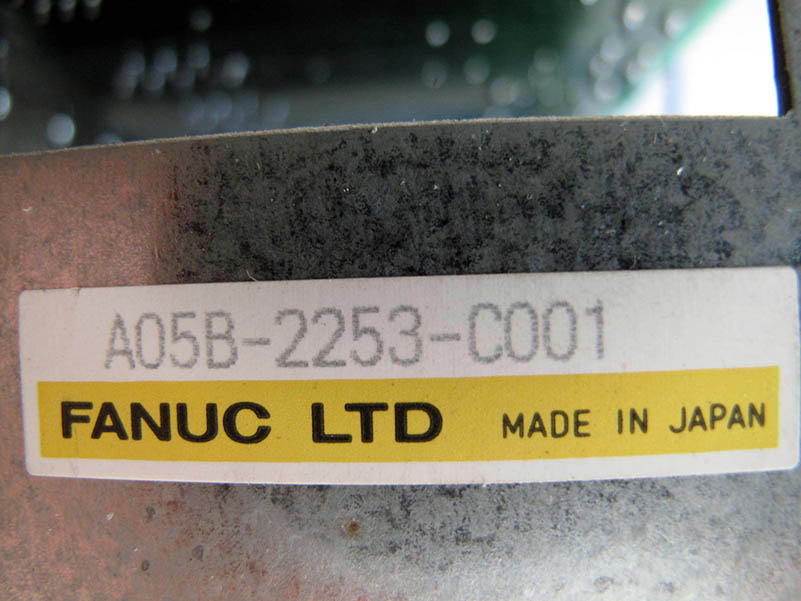 A05B-2253-C001
FANUC LTD MADE IN JAPAN